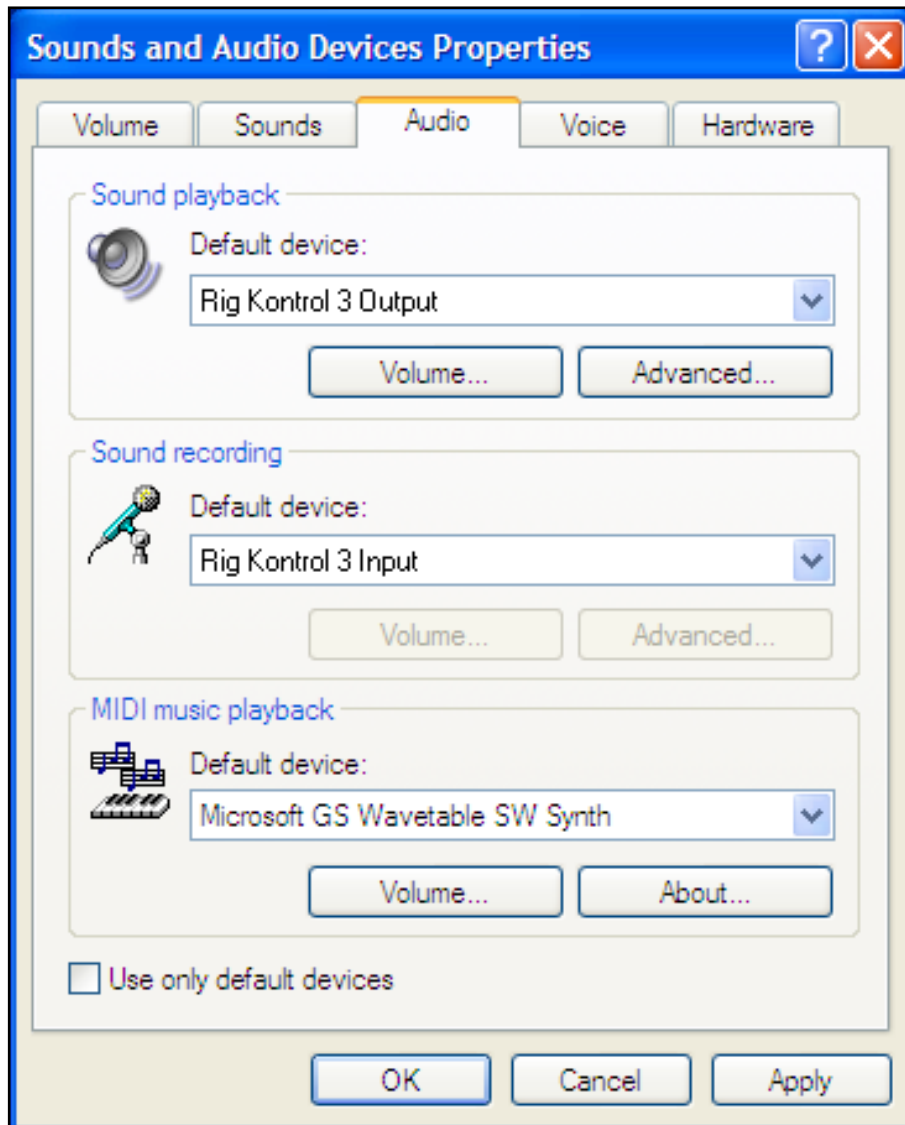 Sounds and Audio Devices Properties
?
Volume Sounds Audio Voice Hardware
Sound playback
Default device:
Rig Kontrol 3 Output
Volume... Advanced...
Sound recording
Default device:
Rig Kontrol 3 Input
Volume... Advanced...
MIDI music playback
Default device:
Microsoft GS Wavetable SW Synth
Volume... About...
Use only default devices
OK Cancel Apply